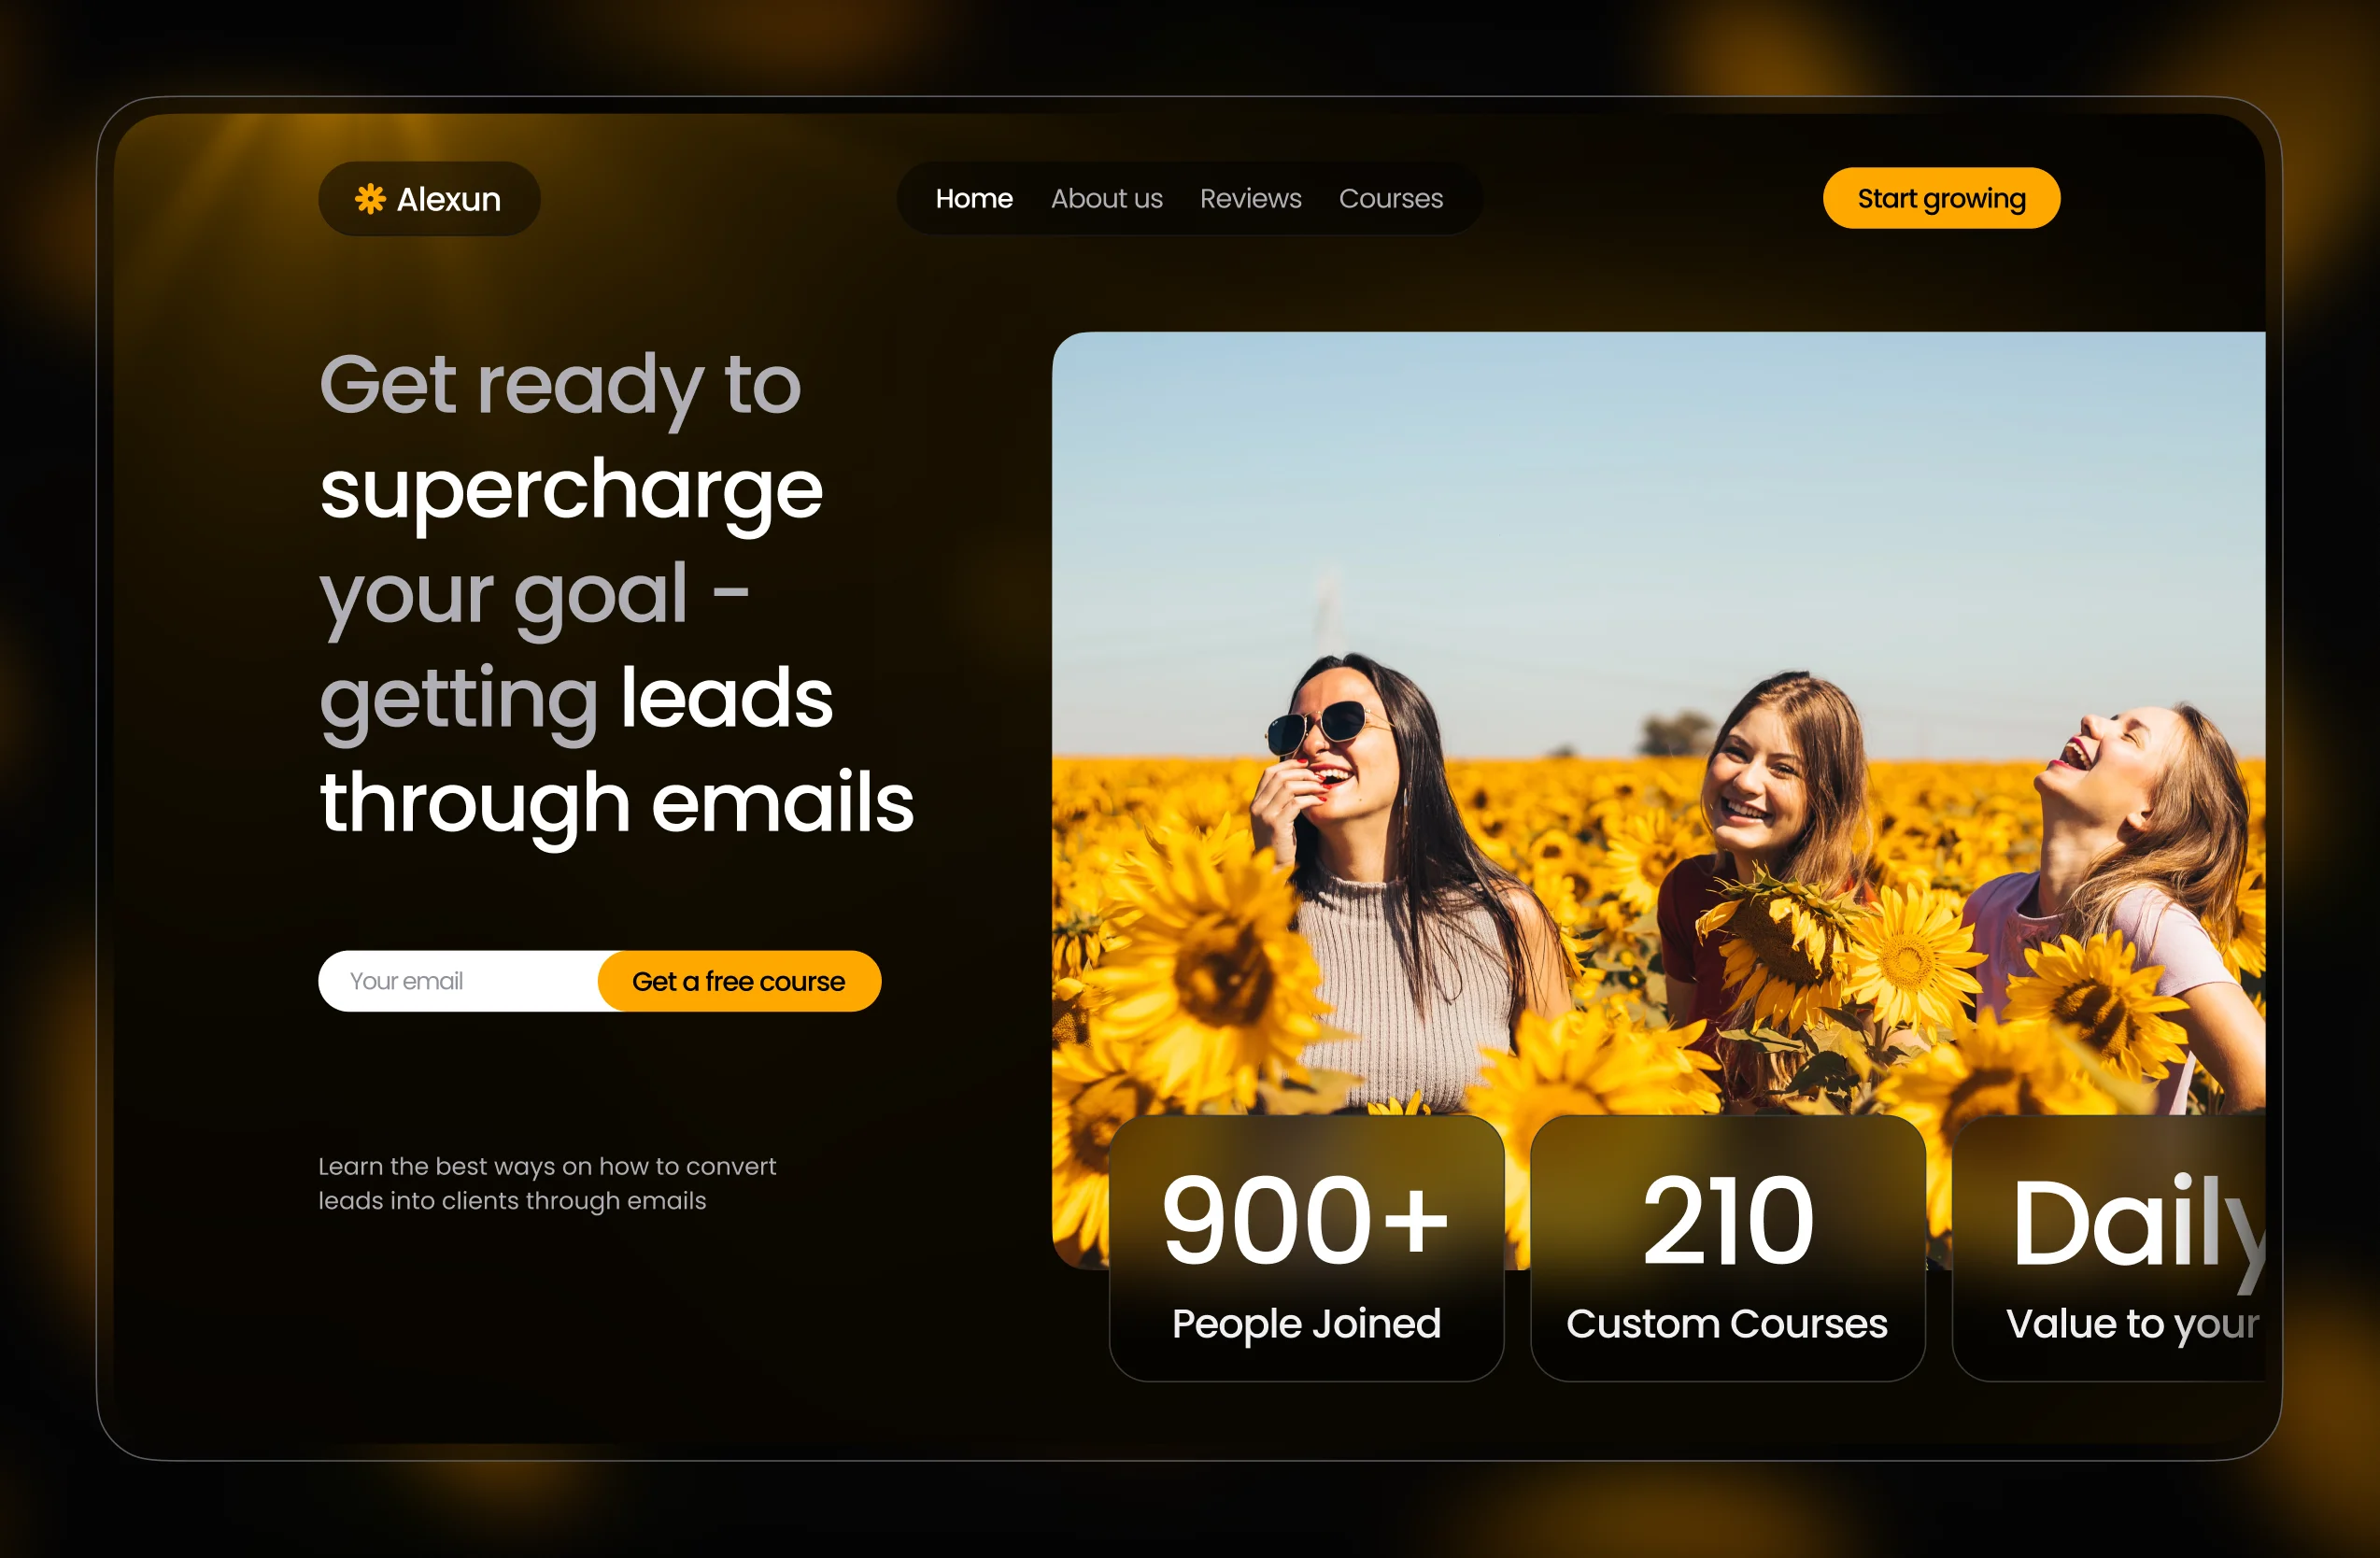 Alexun
Home About us Reviews Courses
Start growing
Get ready to
supercharge
your goal -
getting leads
through emails
Your email
Get a free course
Learn the best ways on how to convert
leads into clients through emails
900+
People Joined
210
Custom Courses
Daily
Value to your